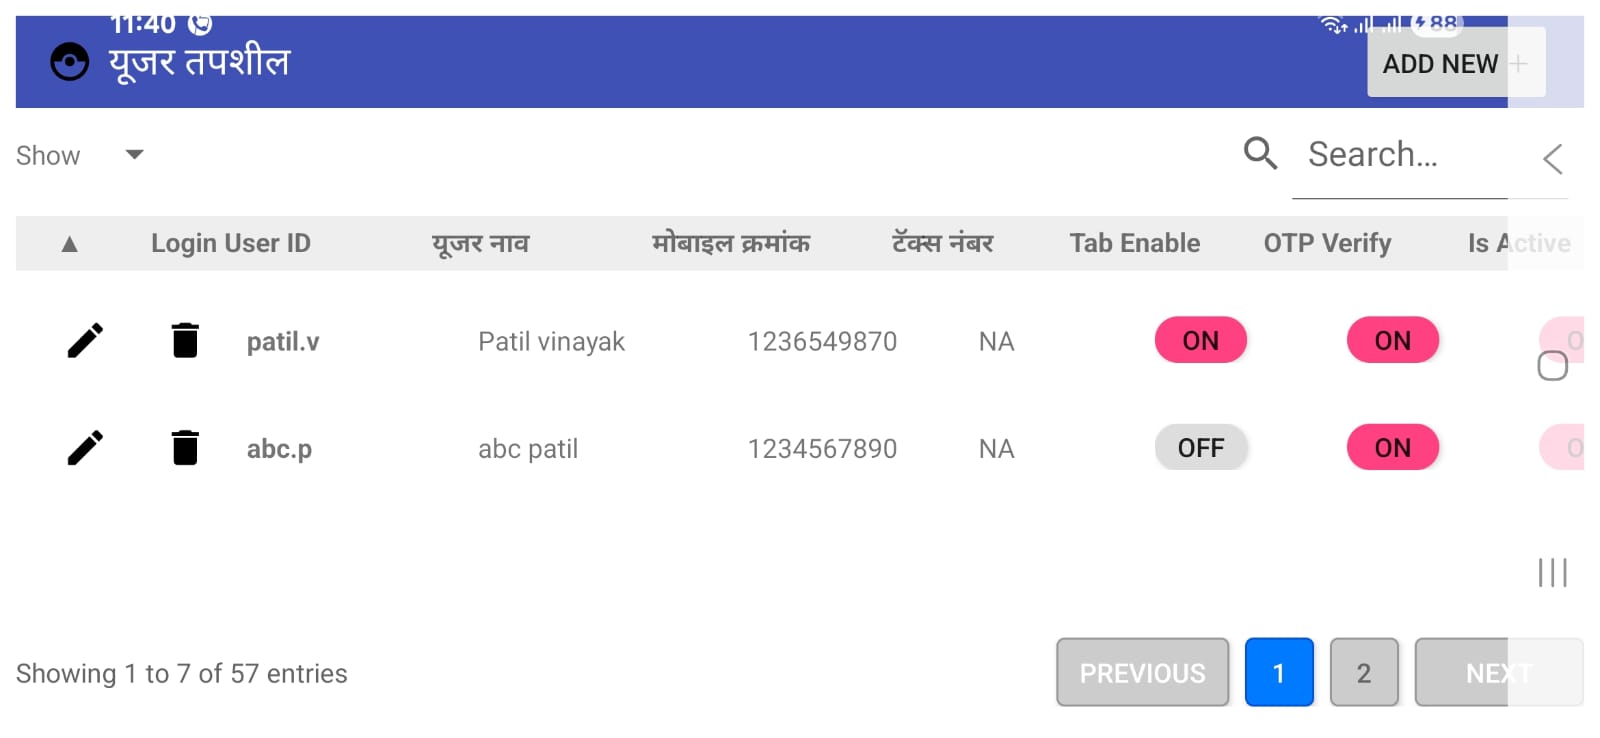 11:40 88
यूजर तपशील ADD NEW +
Show Search...
▲ Login User ID यूजर नाव मोबाइल क्रमांक टॅक्स नंबर Tab Enable OTP Verify Is Active
patil.v Patil vinayak 1236549870 NA ON ON O
abc.p abc patil 1234567890 NA OFF ON O
Showing 1 to 7 of 57 entries PREVIOUS 1 2 NEXT